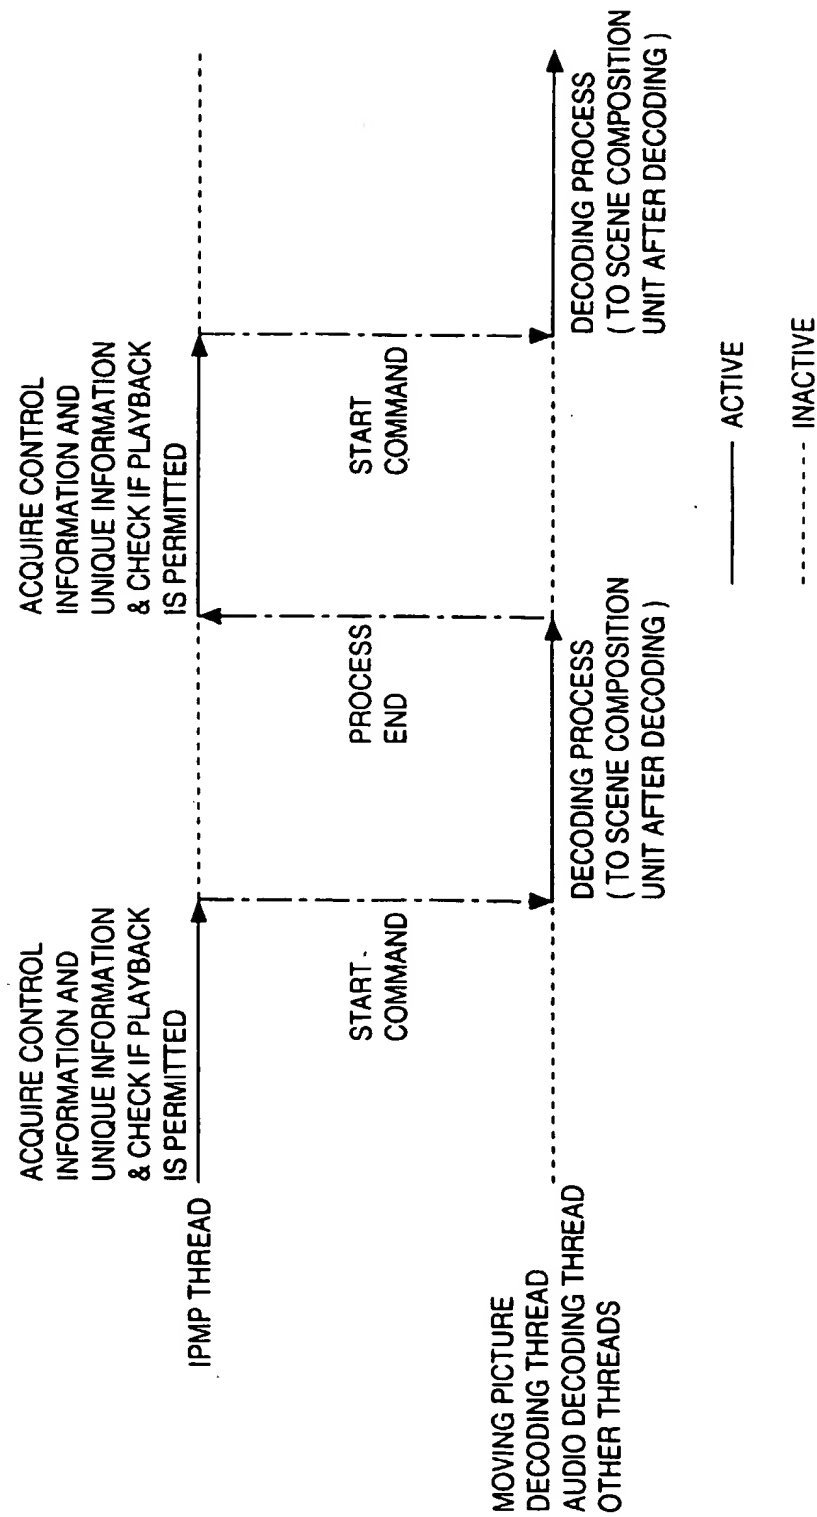 ACQUIRE CONTROL
INFORMATION AND
UNIQUE INFORMATION
& CHECK IF PLAYBACK
IS PERMITTED
ACQUIRE CONTROL
INFORMATION AND
UNIQUE INFORMATION
& CHECK IF PLAYBACK
IS PERMITTED
IPMP THREAD
START-
COMMAND
PROCESS
END
START
COMMAND
MOVING PICTURE
DECODING THREAD
AUDIO DECODING THREAD
OTHER THREADS
DECODING PROCESS
( TO SCENE COMPOSITION
UNIT AFTER DECODING )
DECODING PROCESS
( TO SCENE COMPOSITION
UNIT AFTER DECODING )
ACTIVE
INACTIVE